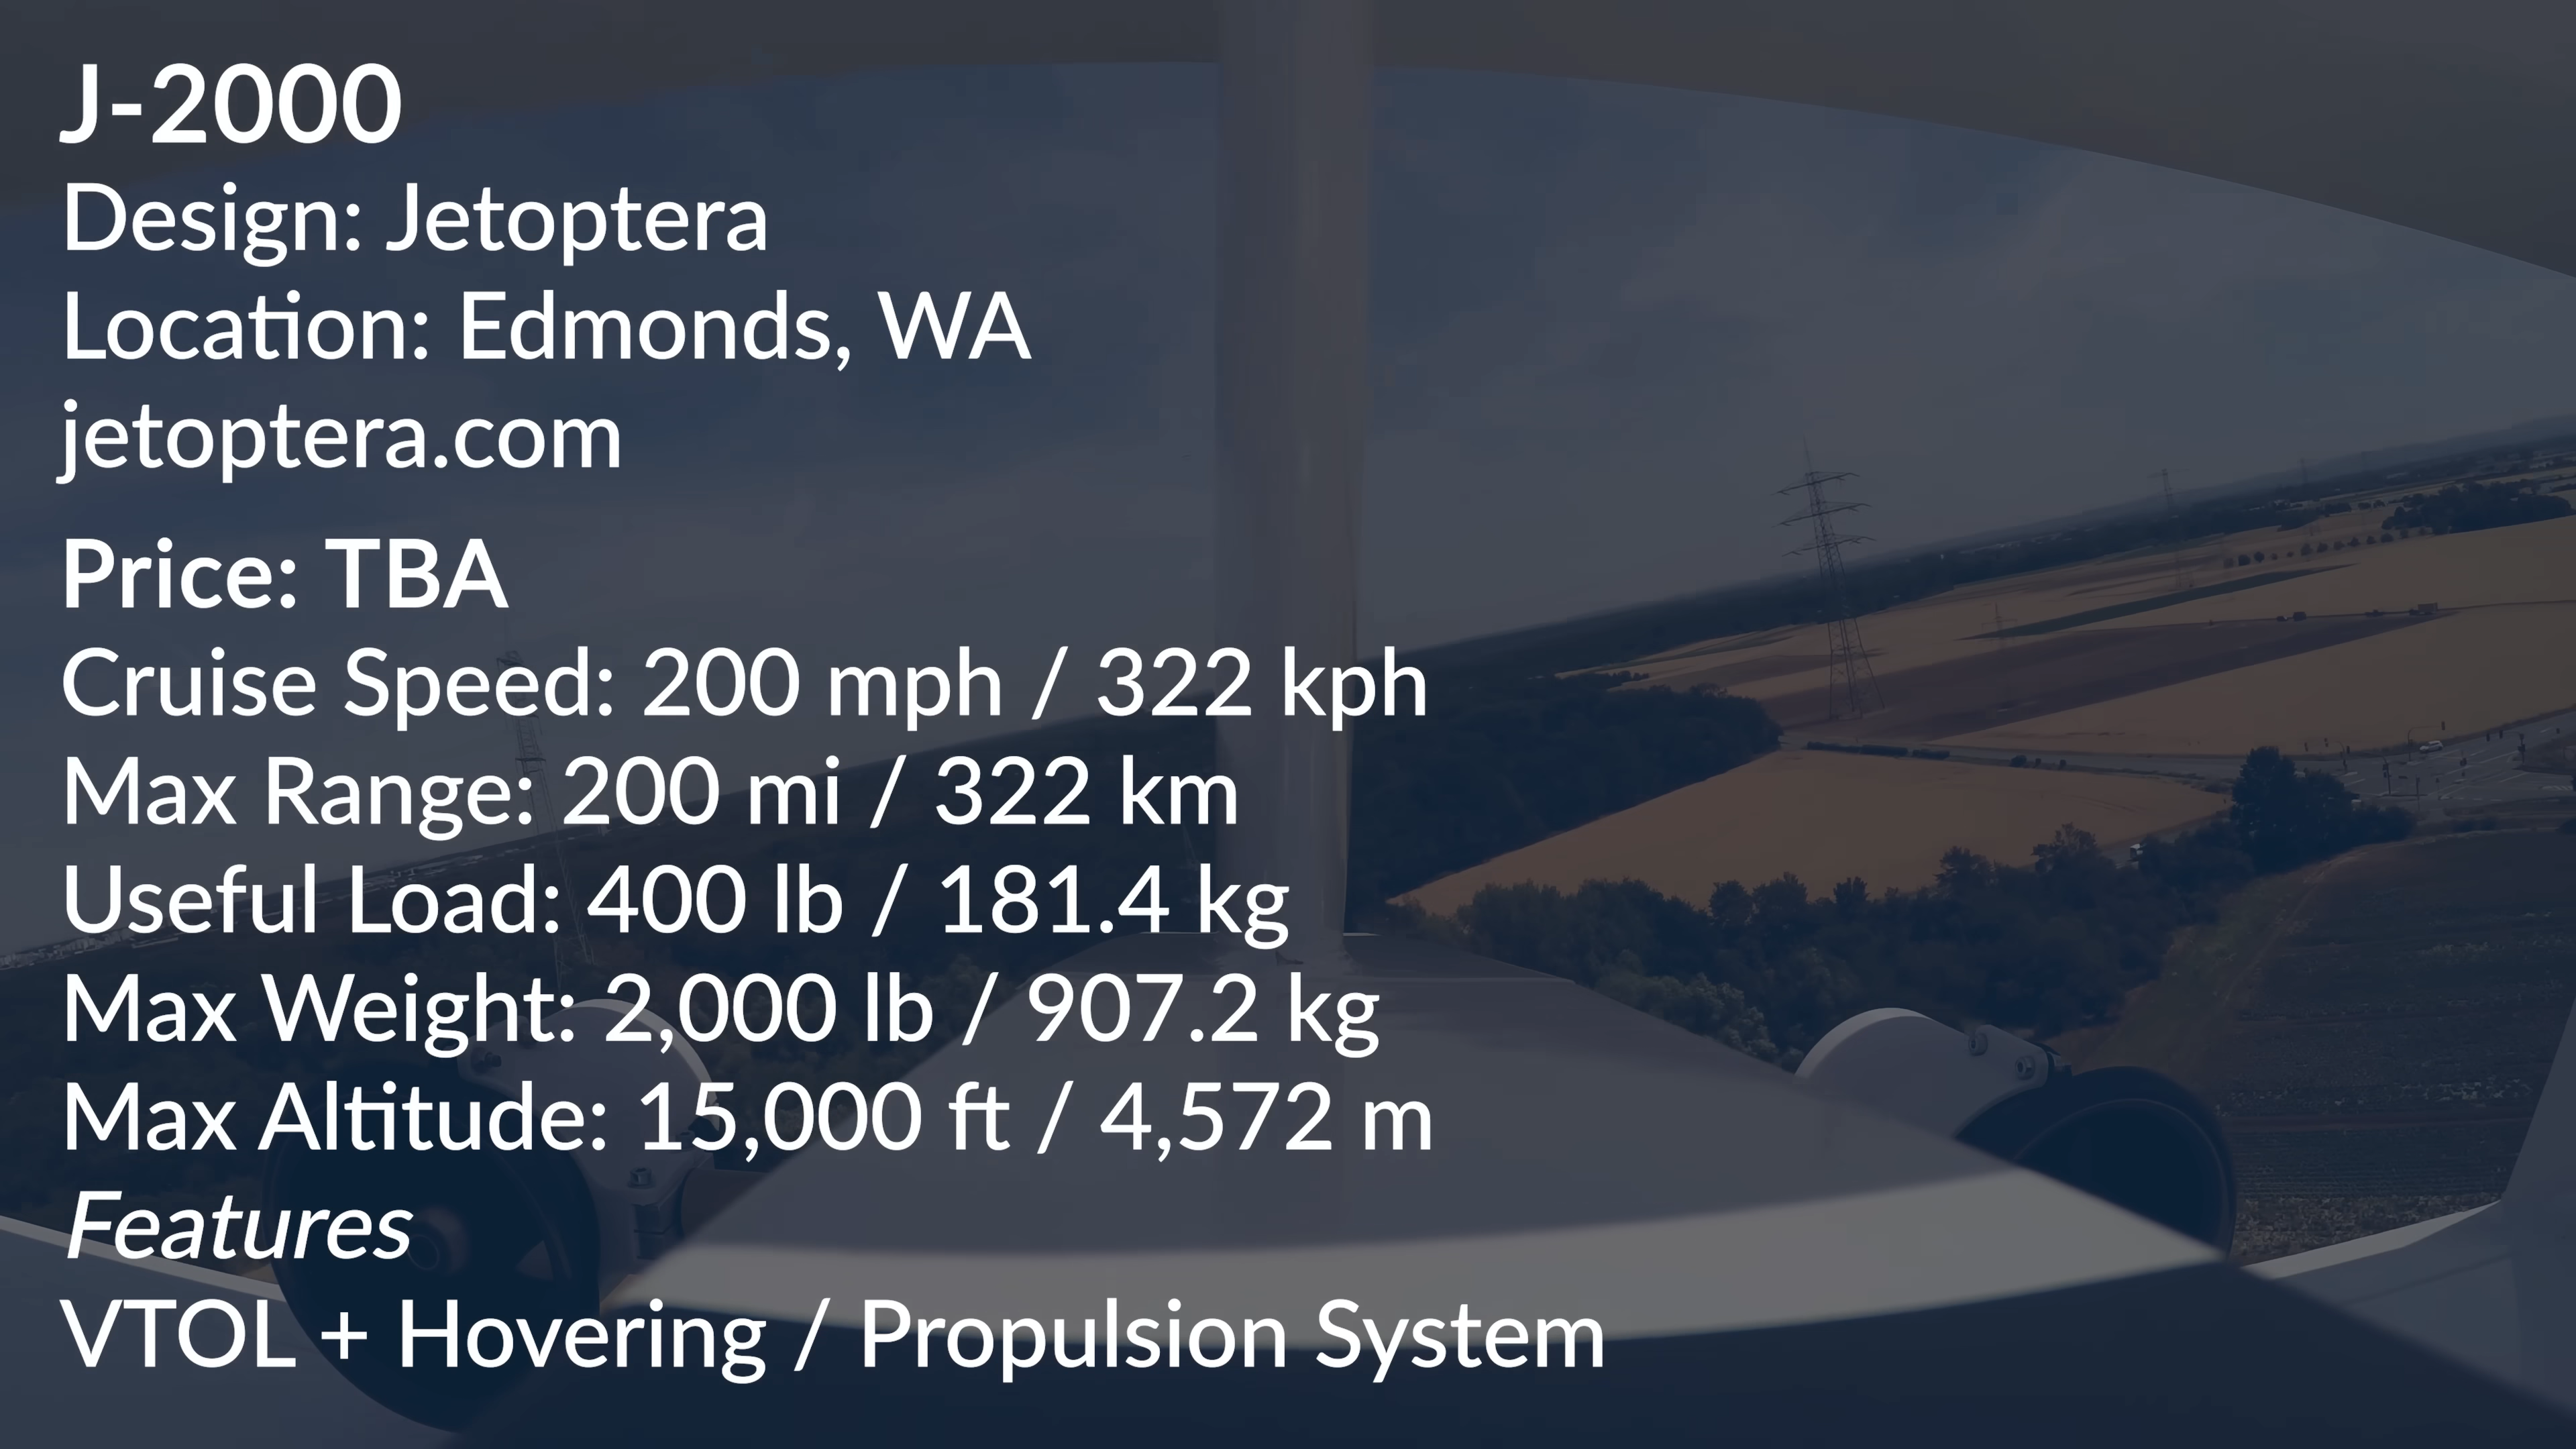 J-2000
Design: Jetoptera
Location: Edmonds, WA
jetoptera.com
Price: TBA
Cruise Speed: 200 mph / 322 kph
Max Range: 200 mi / 322 km
Useful Load: 400 lb / 181.4 kg
Max Weight: 2,000 lb / 907.2 kg
Max Altitude: 15,000 ft / 4,572 m
Features
VTOL + Hovering / Propulsion System